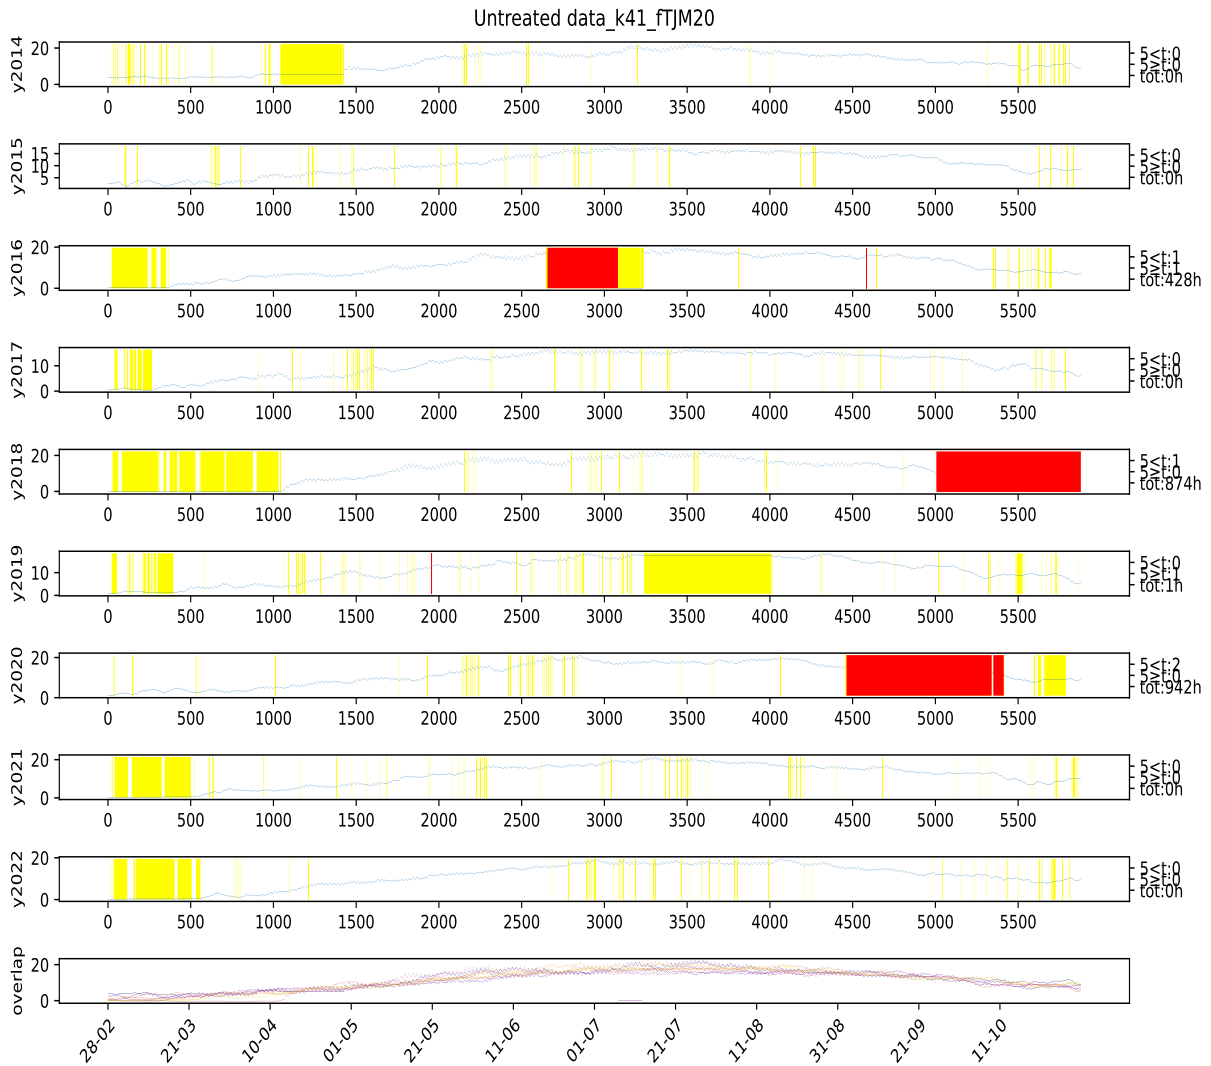 Untreated data_k41_fTJM20
y2014
20
0
5<t:0
5≥t:0
tot:0h
0 500 1000 1500 2000 2500 3000 3500 4000 4500 5000 5500
y2015
15
10
5
5<t:0
5≥t:0
tot:0h
0 500 1000 1500 2000 2500 3000 3500 4000 4500 5000 5500
y2016
20
0
5<t:1
5≥t:1
tot:428h
0 500 1000 1500 2000 2500 3000 3500 4000 4500 5000 5500
y2017
10
0
5<t:0
5≥t:0
tot:0h
0 500 1000 1500 2000 2500 3000 3500 4000 4500 5000 5500
y2018
20
0
5<t:1
5≥t:0
tot:874h
0 500 1000 1500 2000 2500 3000 3500 4000 4500 5000 5500
y2019
10
0
5<t:0
5≥t:1
tot:1h
0 500 1000 1500 2000 2500 3000 3500 4000 4500 5000 5500
y2020
20
0
5<t:2
5≥t:0
tot:942h
0 500 1000 1500 2000 2500 3000 3500 4000 4500 5000 5500
y2021
20
0
5<t:0
5≥t:0
tot:0h
0 500 1000 1500 2000 2500 3000 3500 4000 4500 5000 5500
y2022
20
0
5<t:0
5≥t:0
tot:0h
0 500 1000 1500 2000 2500 3000 3500 4000 4500 5000 5500
overlap
20
0
28-02 21-03 10-04 01-05 21-05 11-06 01-07 21-07 11-08 31-08 21-09 11-10